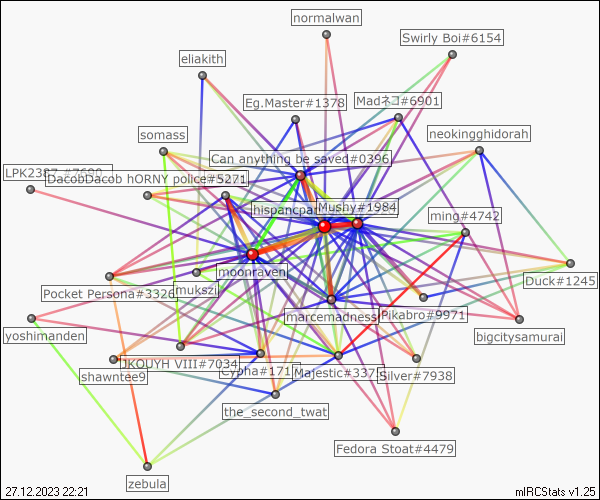 normalwan
Swirly Boi#6154
eliakith
Eg.Master#1378
Madネコ#6901
somass
neokingghidorah
Can anything be saved#0396
LPK2387
DacobDacob hORNY police#5271
hispancpa
Mushy#1984
ming#4742
moonraven
Duck#1245
mukszi
Pocket Persona#3326
marcemadness
Pikabro#9971
yoshimanden
bigcitysamurai
JKOUYH VIII#7034
Cypha#171
Majestic#337
Silver#7938
shawntee9
the_second_twat
Fedora Stoat#4479
zebula
27.12.2023 22:21
mIRCStats v1.25